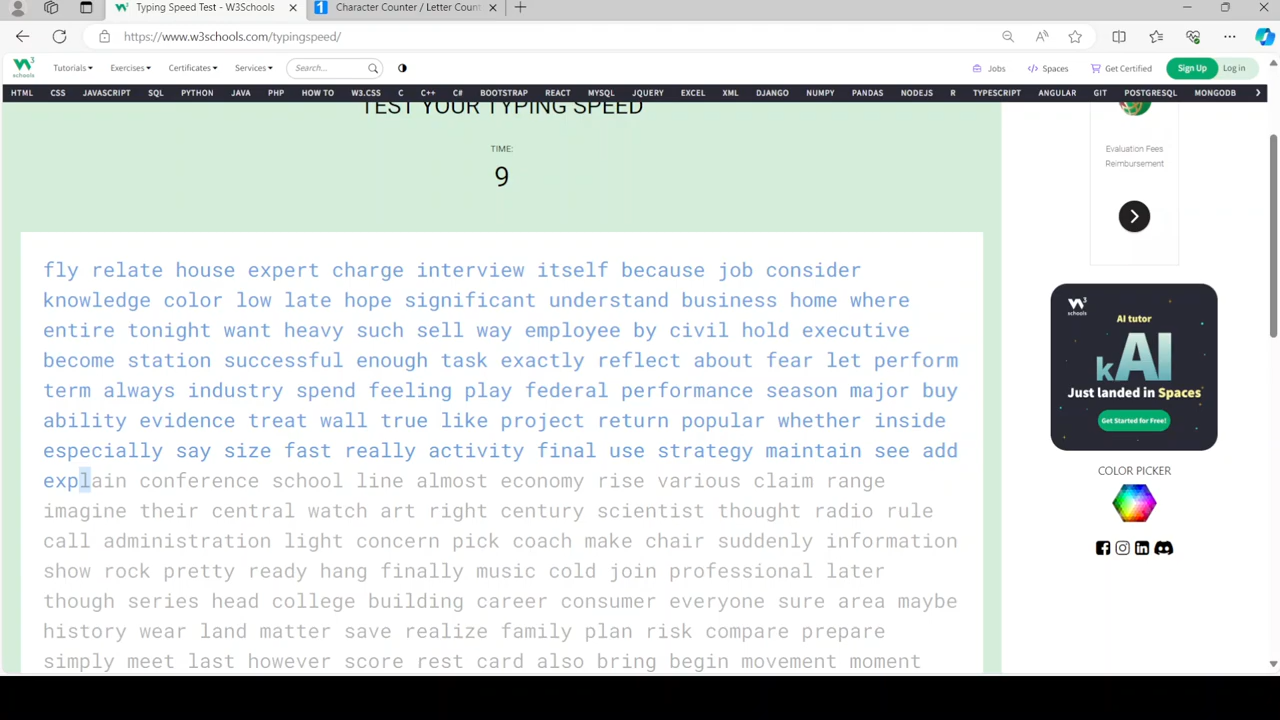 Typing Speed Test - W3Schools
Character Counter / Letter Count
https://www.w3schools.com/typingspeed/
W3 schools
Tutorials
Exercises
Certificates
Services
Search...
Jobs
Spaces
Get Certified
Sign Up
Log in
HTML CSS JAVASCRIPT SQL PYTHON JAVA PHP HOW TO W3.CSS C C++ C# BOOTSTRAP REACT MYSQL JQUERY EXCEL XML DJANGO NUMPY PANDAS NODEJS R TYPESCRIPT ANGULAR GIT POSTGRESQL MONGODB
TEST YOUR TYPING SPEED
TIME:
9
fly relate house expert charge interview itself because job consider
knowledge color low late hope significant understand business home where
entire tonight want heavy such sell way employee by civil hold executive
become station successful enough task exactly reflect about fear let perform
term always industry spend feeling play federal performance season major buy
ability evidence treat wall true like project return popular whether inside
especially say size fast really activity final use strategy maintain see add
explain conference school line almost economy rise various claim range
imagine their central watch art right century scientist thought radio rule
call administration light concern pick coach make chair suddenly information
show rock pretty ready hang finally music cold join professional later
though series head college building career consumer everyone sure area maybe
history wear land matter save realize family plan risk compare prepare
simply meet last however score rest card also bring begin movement moment
Evaluation Fees
Reimbursement
W3 schools
AI tutor
kAI
Just landed in Spaces
Get Started for Free!
COLOR PICKER